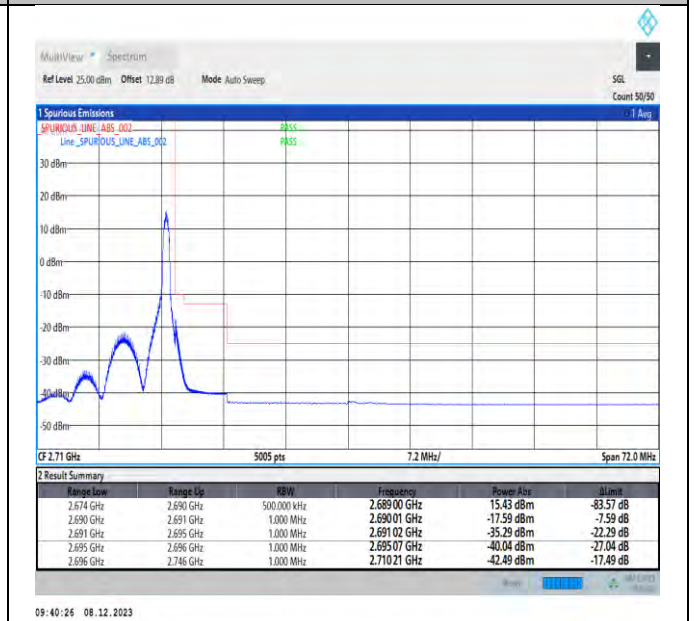 MultiView Spectrum
Ref Level 25.00 dBm Offset 12.89 dB Mode Auto Sweep SGL
Count 50/50
1 Spurious Emissions 1 Avg
_SPURIOUS_LINE_ABS_002 PASS
Line _SPURIOUS_LINE_ABS_002 PASS
30 dBm
20 dBm
10 dBm
0 dBm
-10 dBm
-20 dBm
-30 dBm
-40 dBm
-50 dBm
CF 2.71 GHz 5005 pts 7.2 MHz/ Span 72.0 MHz
2 Result Summary
Range Low Range Up RBW Frequency Power Abs ΔLimit
2.674 GHz 2.690 GHz 500.000 kHz 2.689 00 GHz 15.43 dBm -83.57 dB
2.690 GHz 2.691 GHz 1.000 MHz 2.690 01 GHz -17.59 dBm -7.59 dB
2.691 GHz 2.695 GHz 1.000 MHz 2.691 02 GHz -35.29 dBm -22.29 dB
2.695 GHz 2.696 GHz 1.000 MHz 2.695 07 GHz -40.04 dBm -27.04 dB
2.696 GHz 2.746 GHz 1.000 MHz 2.710 21 GHz -42.49 dBm -17.49 dB
09:40:26 08.12.2023